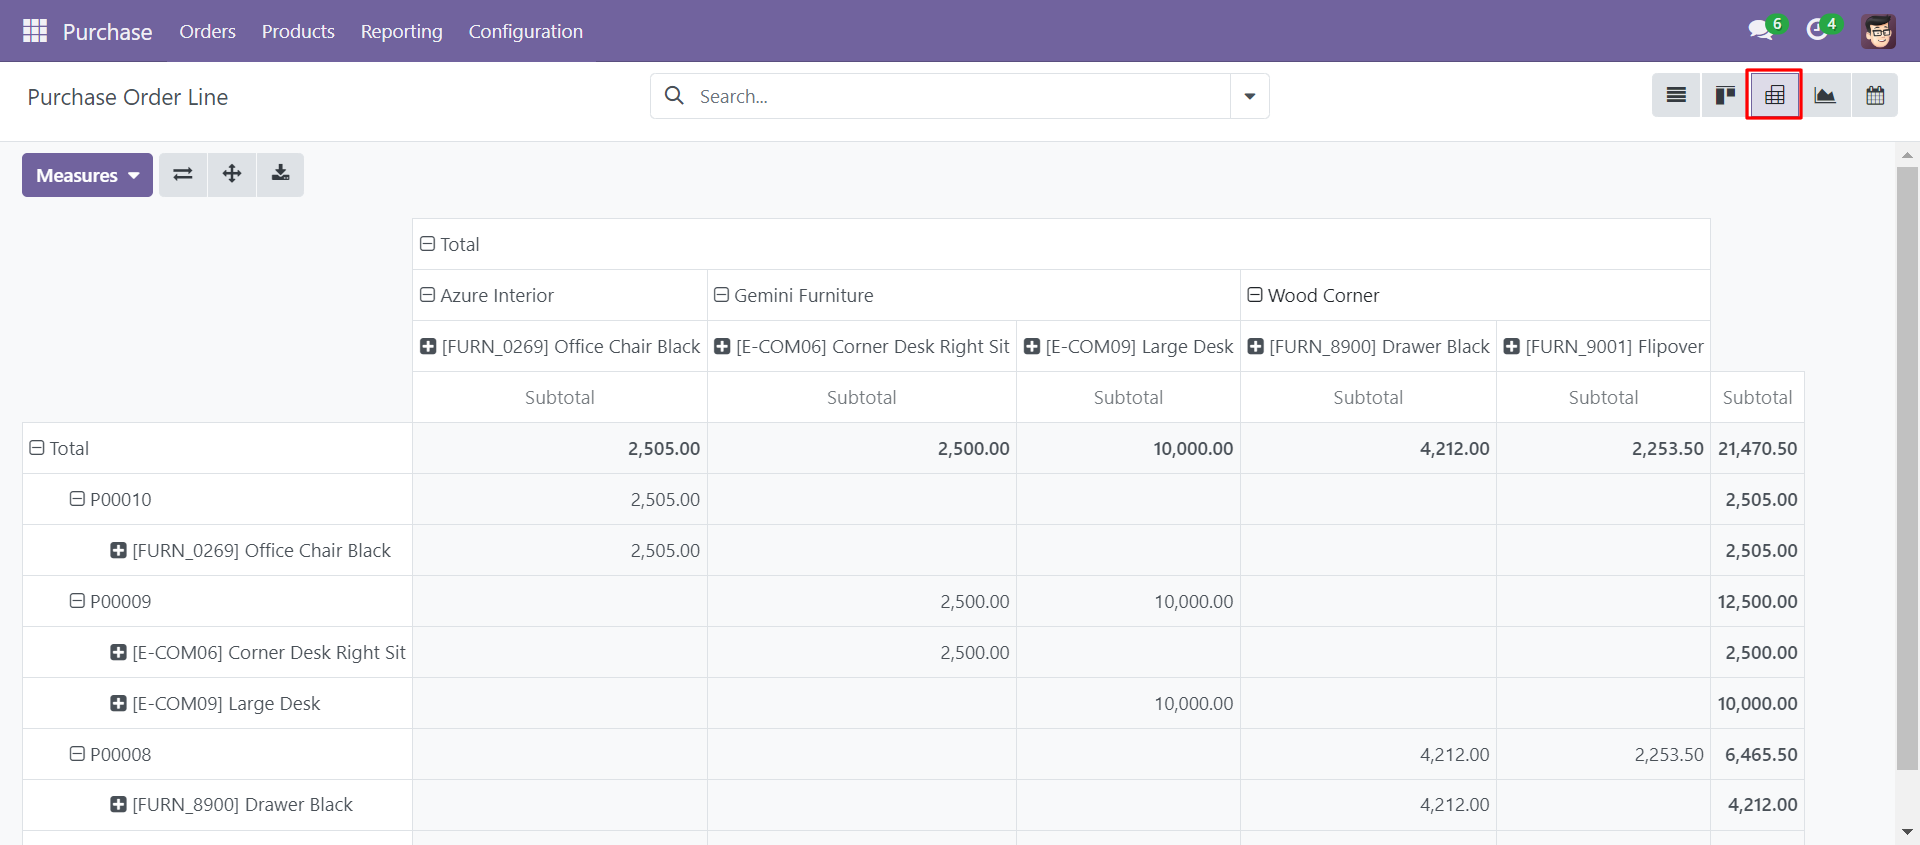 Purchase Orders Products Reporting Configuration 6 4
Purchase Order Line Search...
Measures
Total
Azure Interior Gemini Furniture Wood Corner
[FURN_0269] Office Chair Black [E-COM06] Corner Desk Right Sit [E-COM09] Large Desk [FURN_8900] Drawer Black [FURN_9001] Flipover
Subtotal Subtotal Subtotal Subtotal Subtotal Subtotal
Total 2,505.00 2,500.00 10,000.00 4,212.00 2,253.50 21,470.50
P00010 2,505.00 2,505.00
[FURN_0269] Office Chair Black 2,505.00 2,505.00
P00009 2,500.00 10,000.00 12,500.00
[E-COM06] Corner Desk Right Sit 2,500.00 2,500.00
[E-COM09] Large Desk 10,000.00 10,000.00
P00008 4,212.00 2,253.50 6,465.50
[FURN_8900] Drawer Black 4,212.00 4,212.00